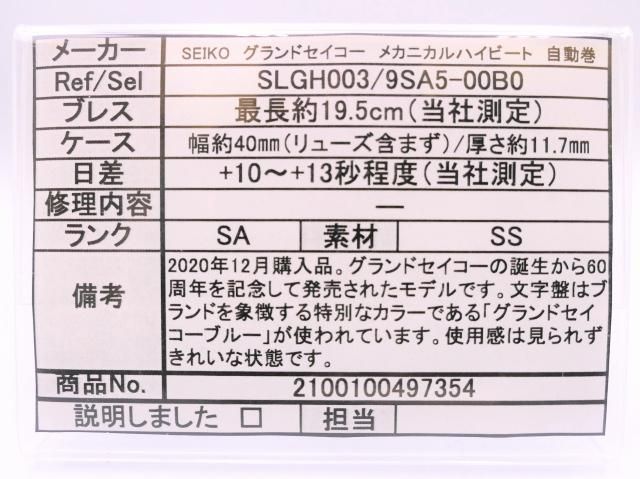 メーカー SEIKO グランドセイコー メカニカルハイビート 自動巻
Ref/Sel SLGH003/9SA5-00B0
ブレス 最長約19.5cm(当社測定)
ケース 幅約40mm(リューズ含まず)/厚さ約11.7mm
日差 +10~+13秒程度(当社測定)
修理内容 ―
ランク SA 素材 SS
備考
2020年12月購入品。グランドセイコーの誕生から60
周年を記念して発売されたモデルです。文字盤はブ
ランドを象徴する特別なカラーである「グランドセイ
コーブルー」が使われています。使用感は見られず
きれいな状態です。
商品No. 2100100497354
説明しました □ 担当